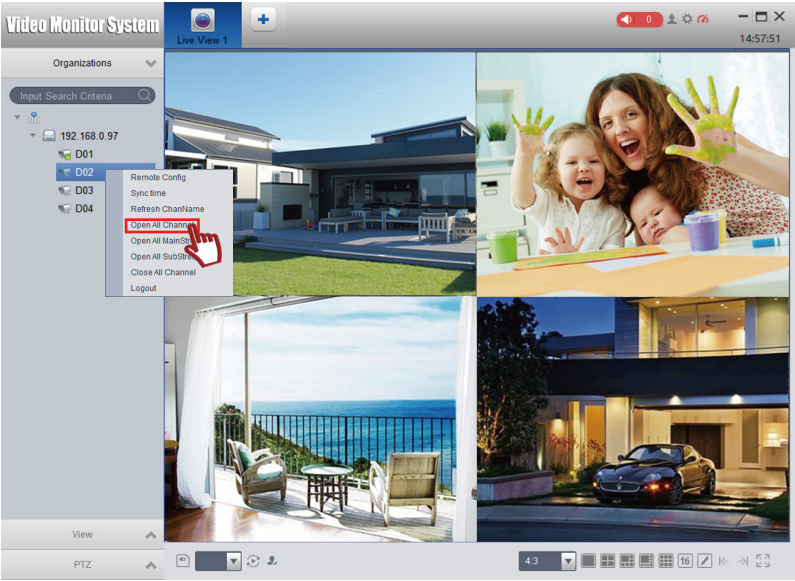 Video Monitor System
Live View 1
0
14:57:51
Organizations
Input Search Criteria
192.168.0.97
D01
D02
D03
D04
Remote Config
Sync time
Refresh ChanName
Open All Channel
Open All MainStr
Open All SubStre
Close All Channel
Logout
View
PTZ
4:3
16